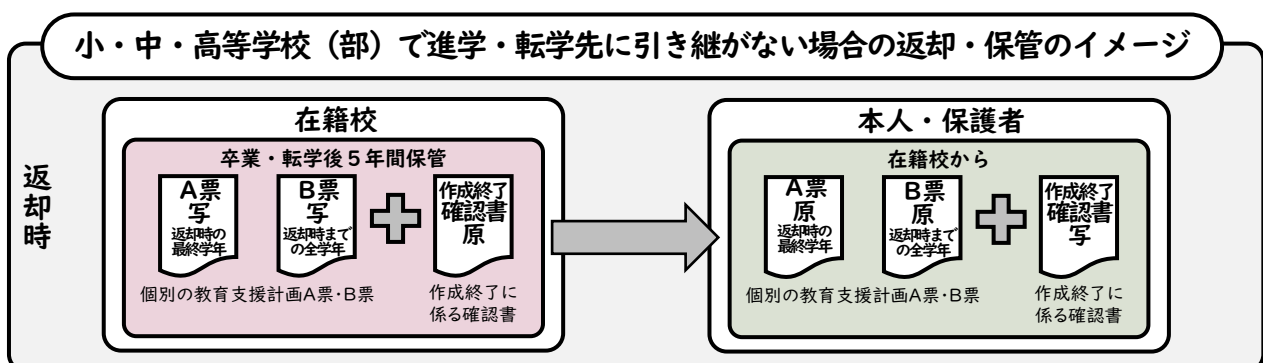 小・中・高等学校（部）で進学・転学先に引き継がない場合の返却・保管のイメージ
返却時
在籍校
卒業・転学後５年間保管
A票
写
返却時の
最終学年
B票
写
返却時まで
の全学年
作成終了
確認書
原
個別の教育支援計画A票・B票
作成終了に
係る確認書
本人・保護者
在籍校から
A票
原
返却時の
最終学年
B票
原
返却時まで
の全学年
作成終了
確認書
写
個別の教育支援計画A票・B票
作成終了に
係る確認書